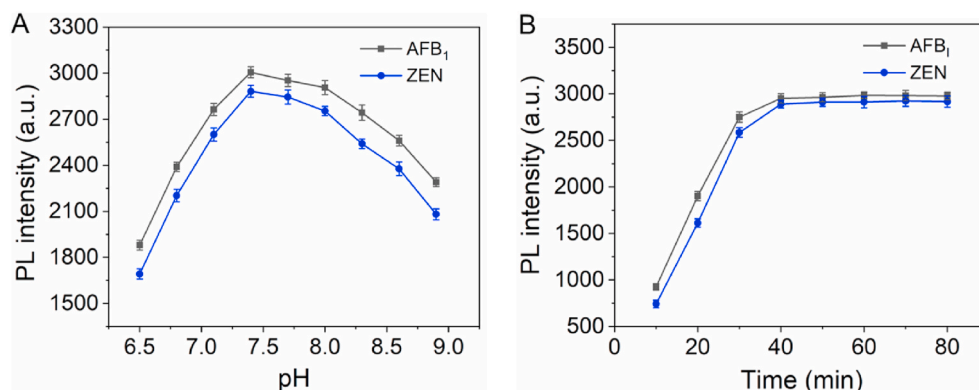 A
3300
3000
2700
2400
2100
1800
1500
PL intensity (a.u.)
AFB₁
ZEN
6.5 7.0 7.5 8.0 8.5 9.0
pH
B
3500
3000
2500
2000
1500
1000
500
PL intensity (a.u.)
AFBI
ZEN
0 20 40 60 80
Time (min)